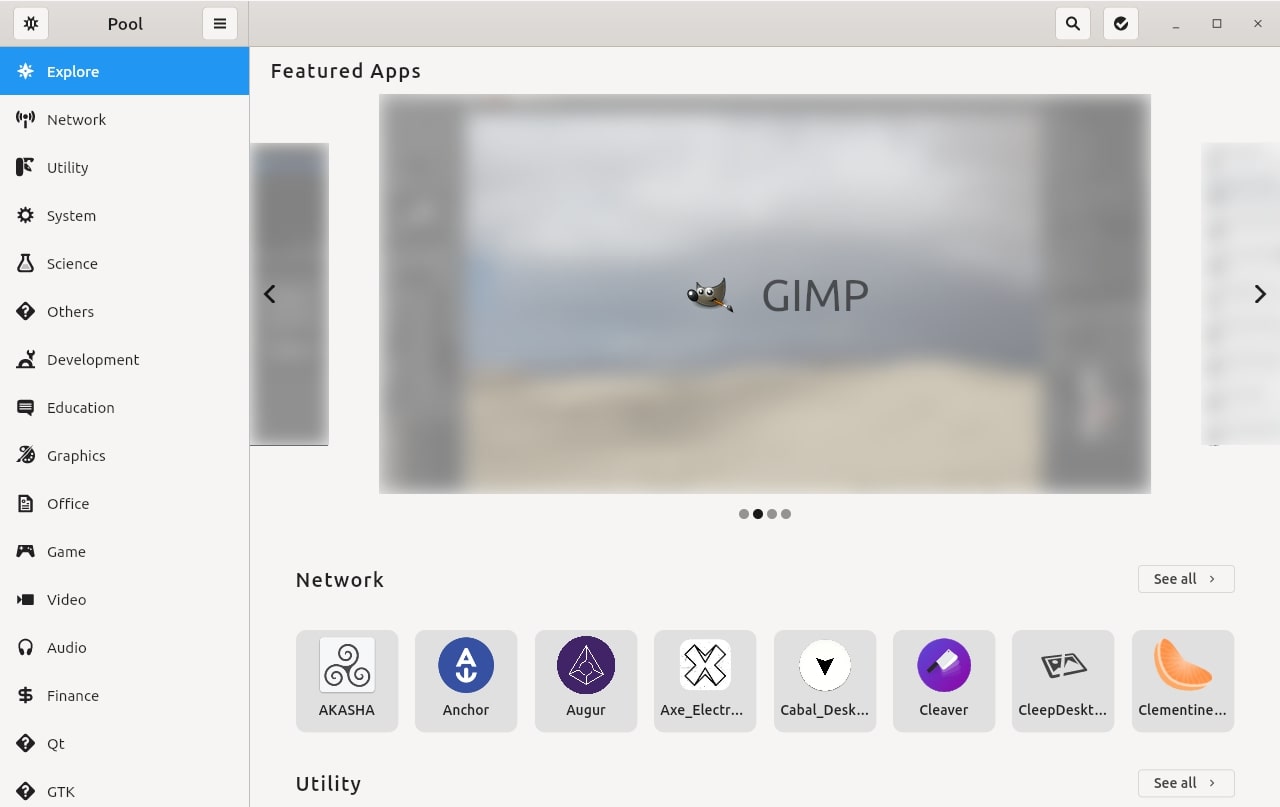 Pool
Explore
Network
Utility
System
Science
Others
Development
Education
Graphics
Office
Game
Video
Audio
Finance
Qt
GTK
Featured Apps
GIMP
Network
See all
AKASHA
Anchor
Augur
Axe_Electr...
Cabal_Desk...
Cleaver
CleepDeskt...
Clementine...
Utility
See all